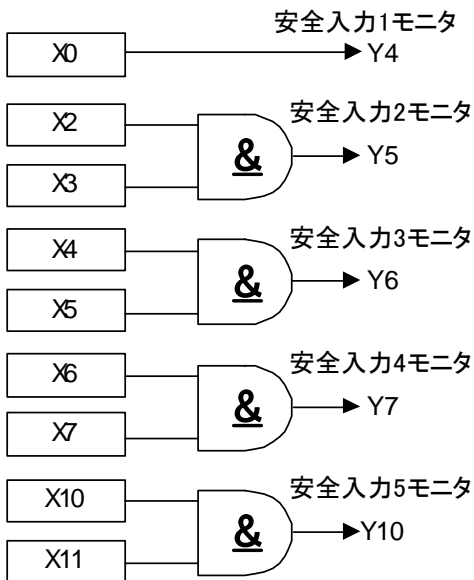 安全入力1モニタ
X0
Y4
安全入力2モニタ
X2
&
Y5
X3
安全入力3モニタ
X4
&
Y6
X5
安全入力4モニタ
X6
&
Y7
X7
安全入力5モニタ
X10
&
Y10
X11